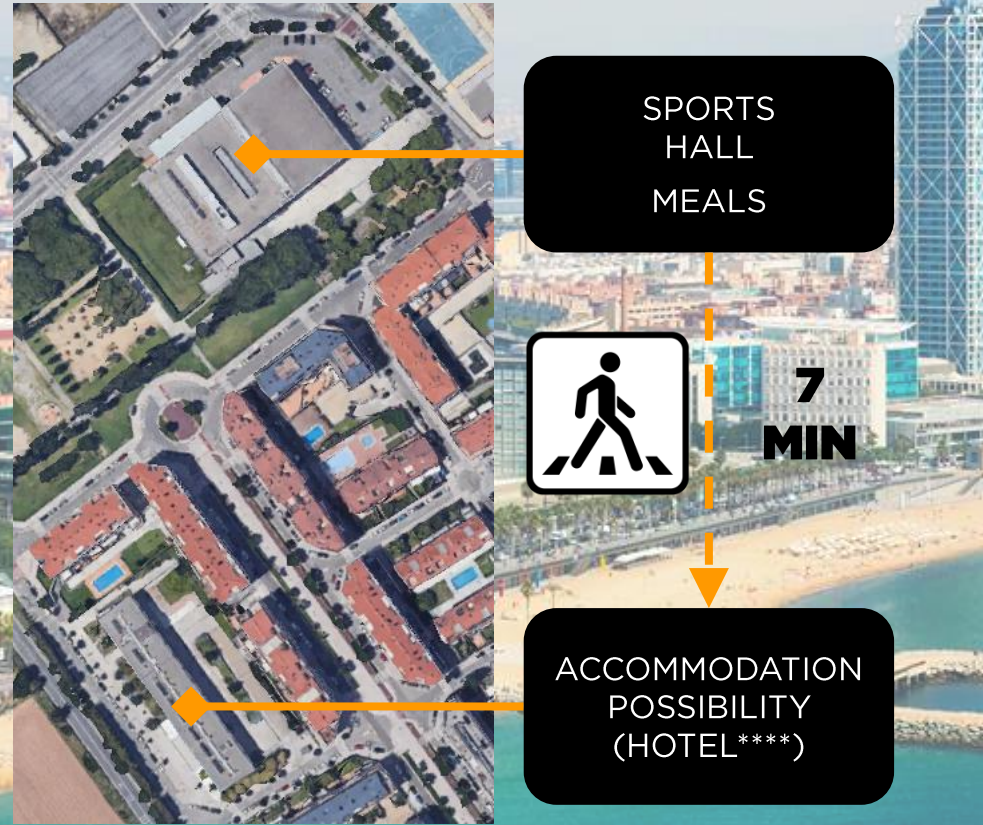 SPORTS
HALL
MEALS
7
MIN
ACCOMMODATION
POSSIBILITY
(HOTEL****)